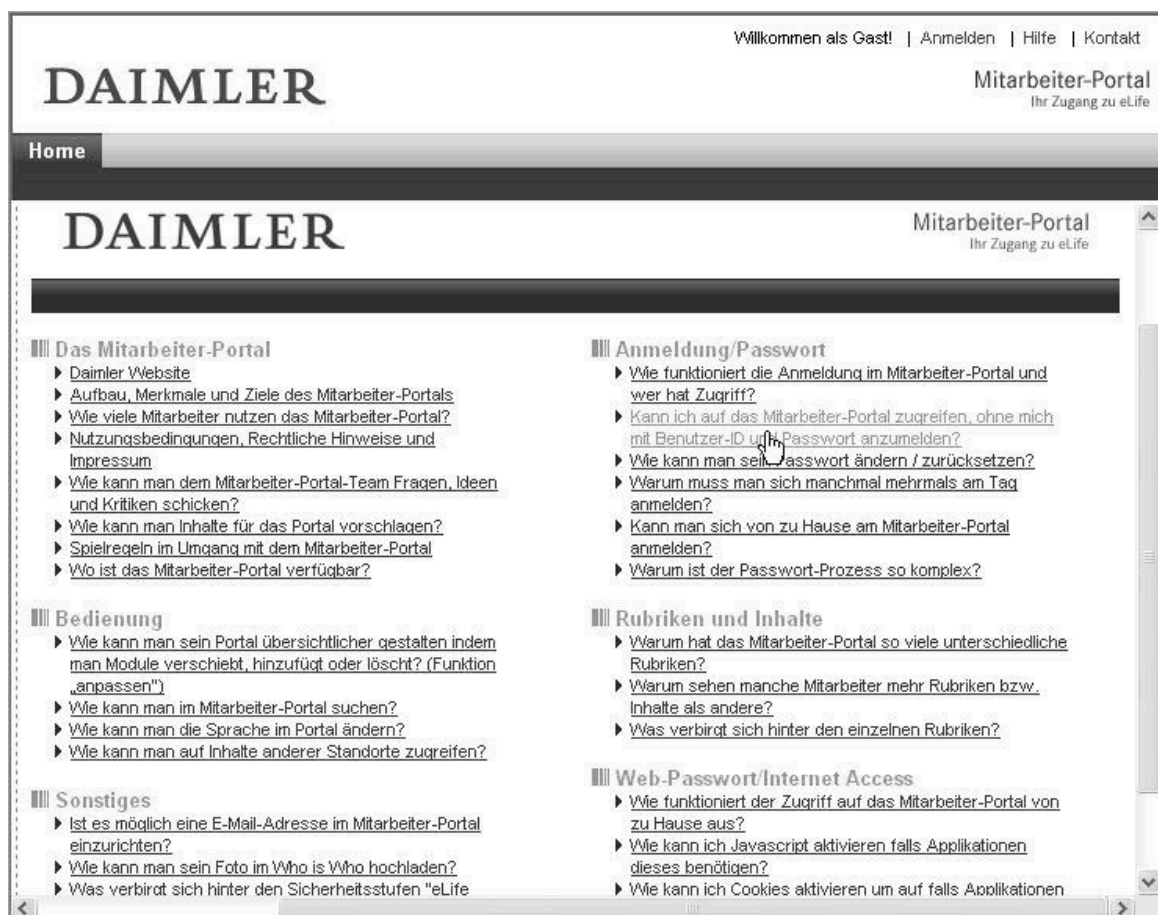 Willkommen als Gast! | Anmelden | Hilfe | Kontakt
DAIMLER
Mitarbeiter-Portal
Ihr Zugang zu eLife
Home
DAIMLER
Mitarbeiter-Portal
Ihr Zugang zu eLife
Das Mitarbeiter-Portal
Daimler Website
Aufbau, Merkmale und Ziele des Mitarbeiter-Portals
Wie viele Mitarbeiter nutzen das Mitarbeiter-Portal?
Nutzungsbedingungen, Rechtliche Hinweise und
Impressum
Wie kann man dem Mitarbeiter-Portal-Team Fragen, Ideen
und Kritiken schicken?
Wie kann man Inhalte für das Portal vorschlagen?
Spielregeln im Umgang mit dem Mitarbeiter-Portal
Wo ist das Mitarbeiter-Portal verfügbar?
Bedienung
Wie kann man sein Portal übersichtlicher gestalten indem
man Module verschiebt, hinzufügt oder löscht? (Funktion
„anpassen")
Wie kann man im Mitarbeiter-Portal suchen?
Wie kann man die Sprache im Portal ändern?
Wie kann man auf Inhalte anderer Standorte zugreifen?
Sonstiges
Ist es möglich eine E-Mail-Adresse im Mitarbeiter-Portal
einzurichten?
Wie kann man sein Foto im Who is Who hochladen?
Was verbirgt sich hinter den Sicherheitsstufen "eLife
Anmeldung/Passwort
Wie funktioniert die Anmeldung im Mitarbeiter-Portal und
wer hat Zugriff?
Kann ich auf das Mitarbeiter-Portal zugreifen, ohne mich
mit Benutzer-ID und Passwort anzumelden?
Wie kann man sein Passwort ändern / zurücksetzen?
Warum muss man sich manchmal mehrmals am Tag
anmelden?
Kann man sich von zu Hause am Mitarbeiter-Portal
anmelden?
Warum ist der Passwort-Prozess so komplex?
Rubriken und Inhalte
Warum hat das Mitarbeiter-Portal so viele unterschiedliche
Rubriken?
Warum sehen manche Mitarbeiter mehr Rubriken bzw.
Inhalte als andere?
Was verbirgt sich hinter den einzelnen Rubriken?
Web-Passwort/Internet Access
Wie funktioniert der Zugriff auf das Mitarbeiter-Portal von
zu Hause aus?
Wie kann ich Javascript aktivieren falls Applikationen
dieses benötigen?
Wie kann ich Cookies aktivieren um auf falls Applikationen